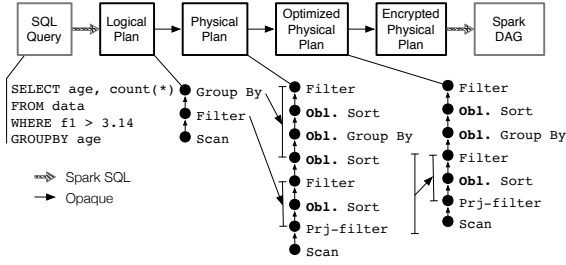 SQL
Query
Logical
Plan
Physical
Plan
Optimized
Physical
Plan
Encrypted
Physical
Plan
Spark
DAG
SELECT age, count(*)
FROM data
WHERE f1 > 3.14
GROUPBY age
Spark SQL
Opaque
Group By
Filter
Scan
Filter
Obl. Sort
Obl. Group By
Obl. Sort
Filter
Obl. Sort
Prj-filter
Scan
Filter
Obl. Sort
Obl. Group By
Filter
Obl. Sort
Prj-filter
Scan